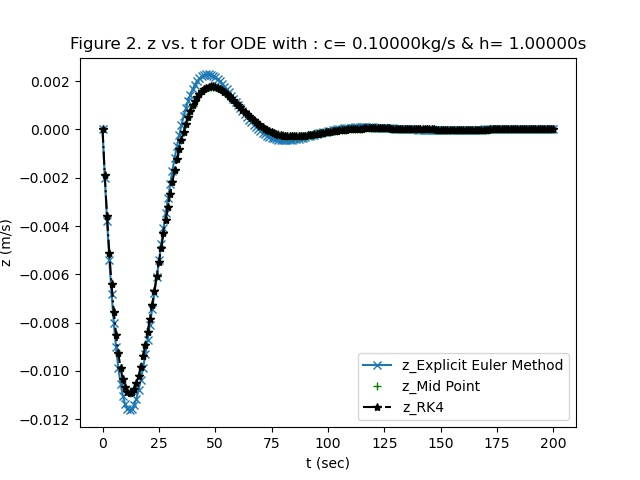 Figure 2. z vs. t for ODE with : c= 0.10000kg/s & h= 1.00000s
0.002
0.000
−0.002
−0.004
−0.006
−0.008
−0.010
−0.012
z (m/s)
z_Explicit Euler Method
z_Mid Point
z_RK4
0 25 50 75 100 125 150 175 200
t (sec)